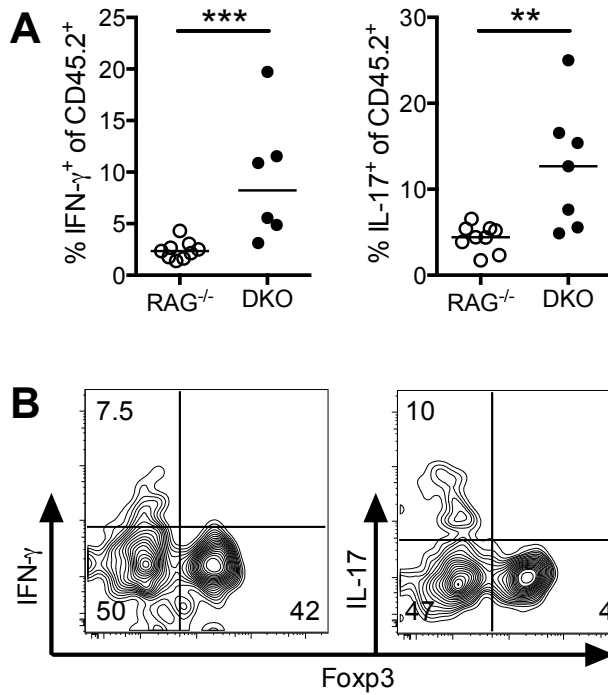 A
***
% IFN-γ⁺ of CD45.2⁺
25
20
15
10
5
0
RAG⁻/⁻
DKO
**
% IL-17⁺ of CD45.2⁺
30
20
10
0
RAG⁻/⁻
DKO
B
7.5
50
42
IFN-γ
10
47
4
IL-17
Foxp3